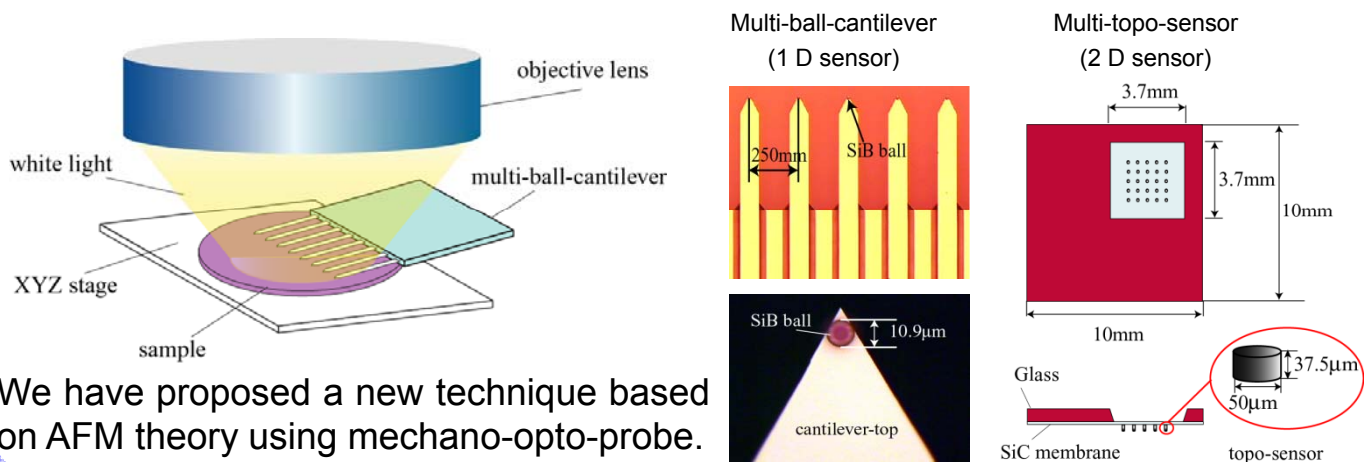 objective lens
white light
multi-ball-cantilever
XYZ stage
sample
We have proposed a new technique based
on AFM theory using mechano-opto-probe.
Multi-ball-cantilever
(1 D sensor)
250mm
SiB ball
SiB ball
10.9μm
cantilever-top
Multi-topo-sensor
(2 D sensor)
3.7mm
3.7mm
10mm
10mm
Glass
37.5μm
50μm
SiC membrane
topo-sensor